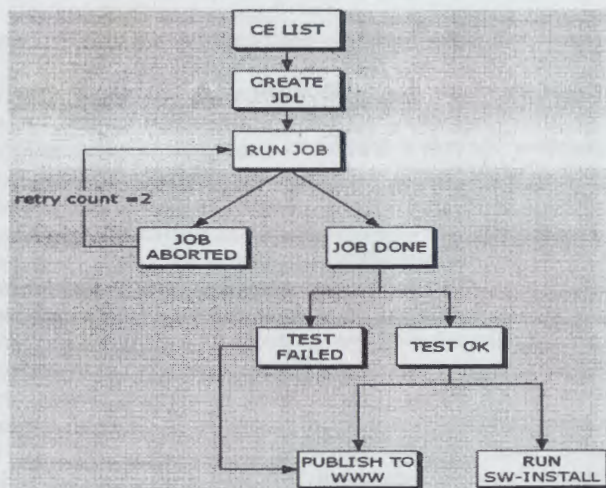 CE LIST
CREATE
JDL
RUN JOB
retry count =2
JOB
ABORTED
JOB DONE
TEST
FAILED
TEST OK
PUBLISH TO
WWW
RUN
SW-INSTALL